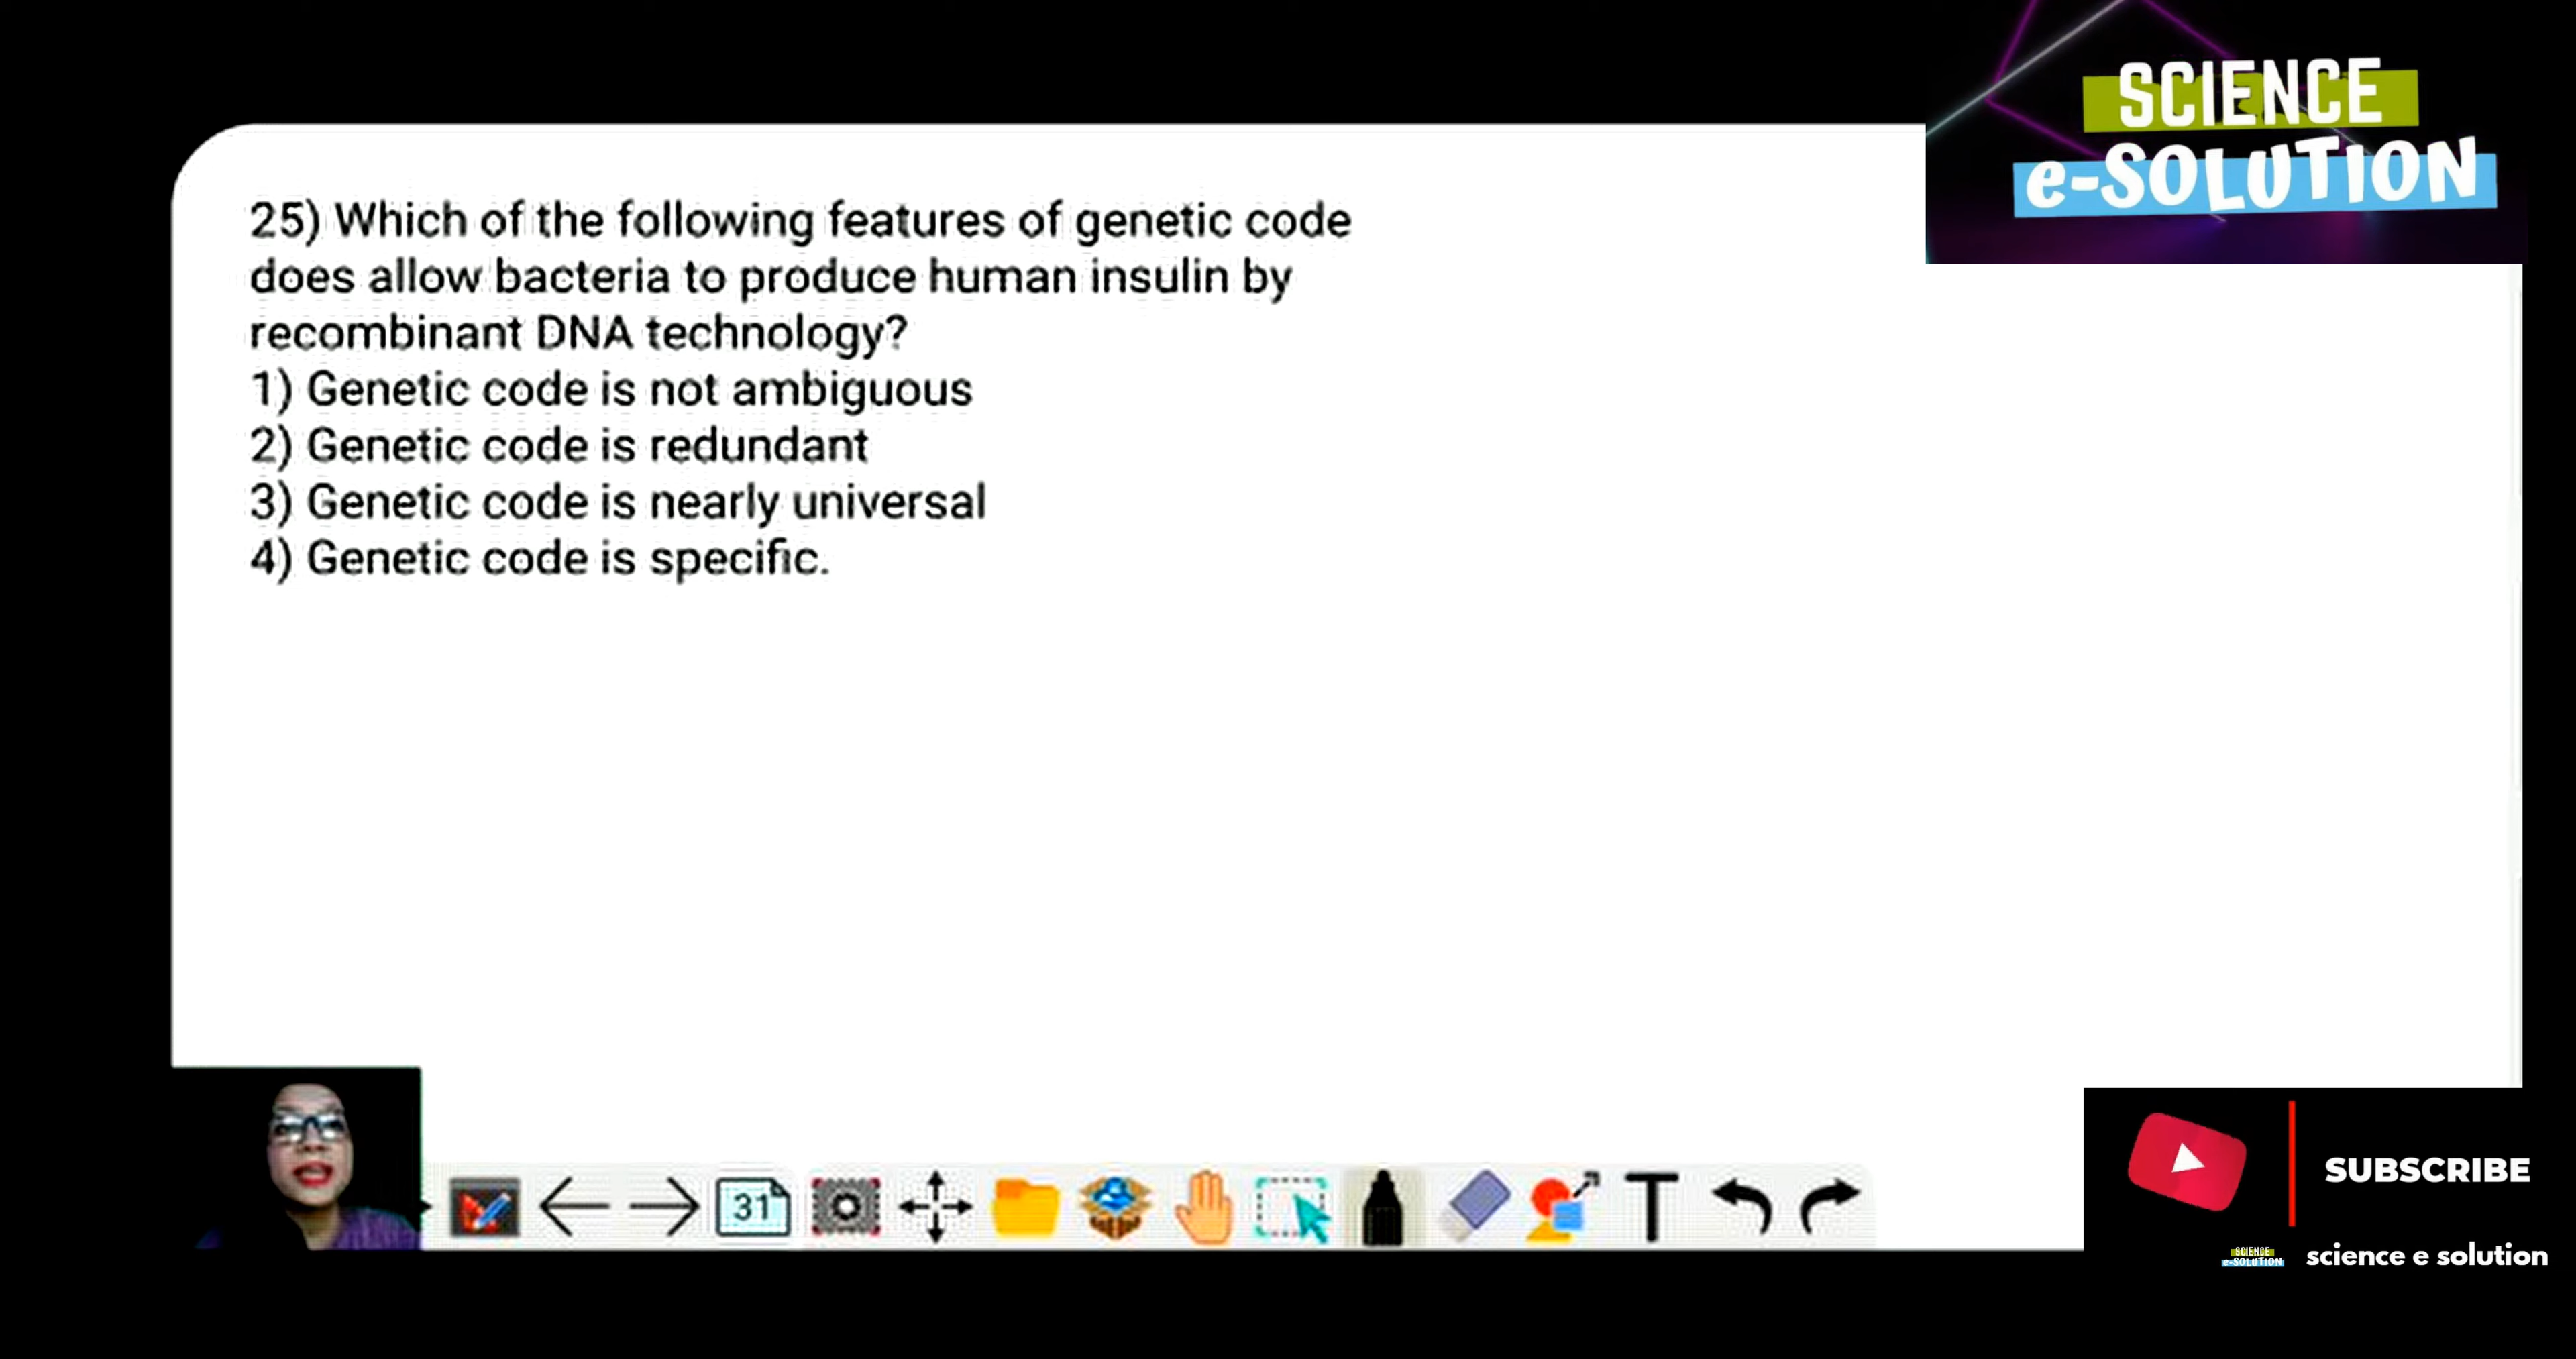 SCIENCE
e-SOLUTION
25) Which of the following features of genetic code
does allow bacteria to produce human insulin by
recombinant DNA technology?
1) Genetic code is not ambiguous
2) Genetic code is redundant
3) Genetic code is nearly universal
4) Genetic code is specific.
31
T
SUBSCRIBE
SCIENCE
e-SOLUTION
science e solution